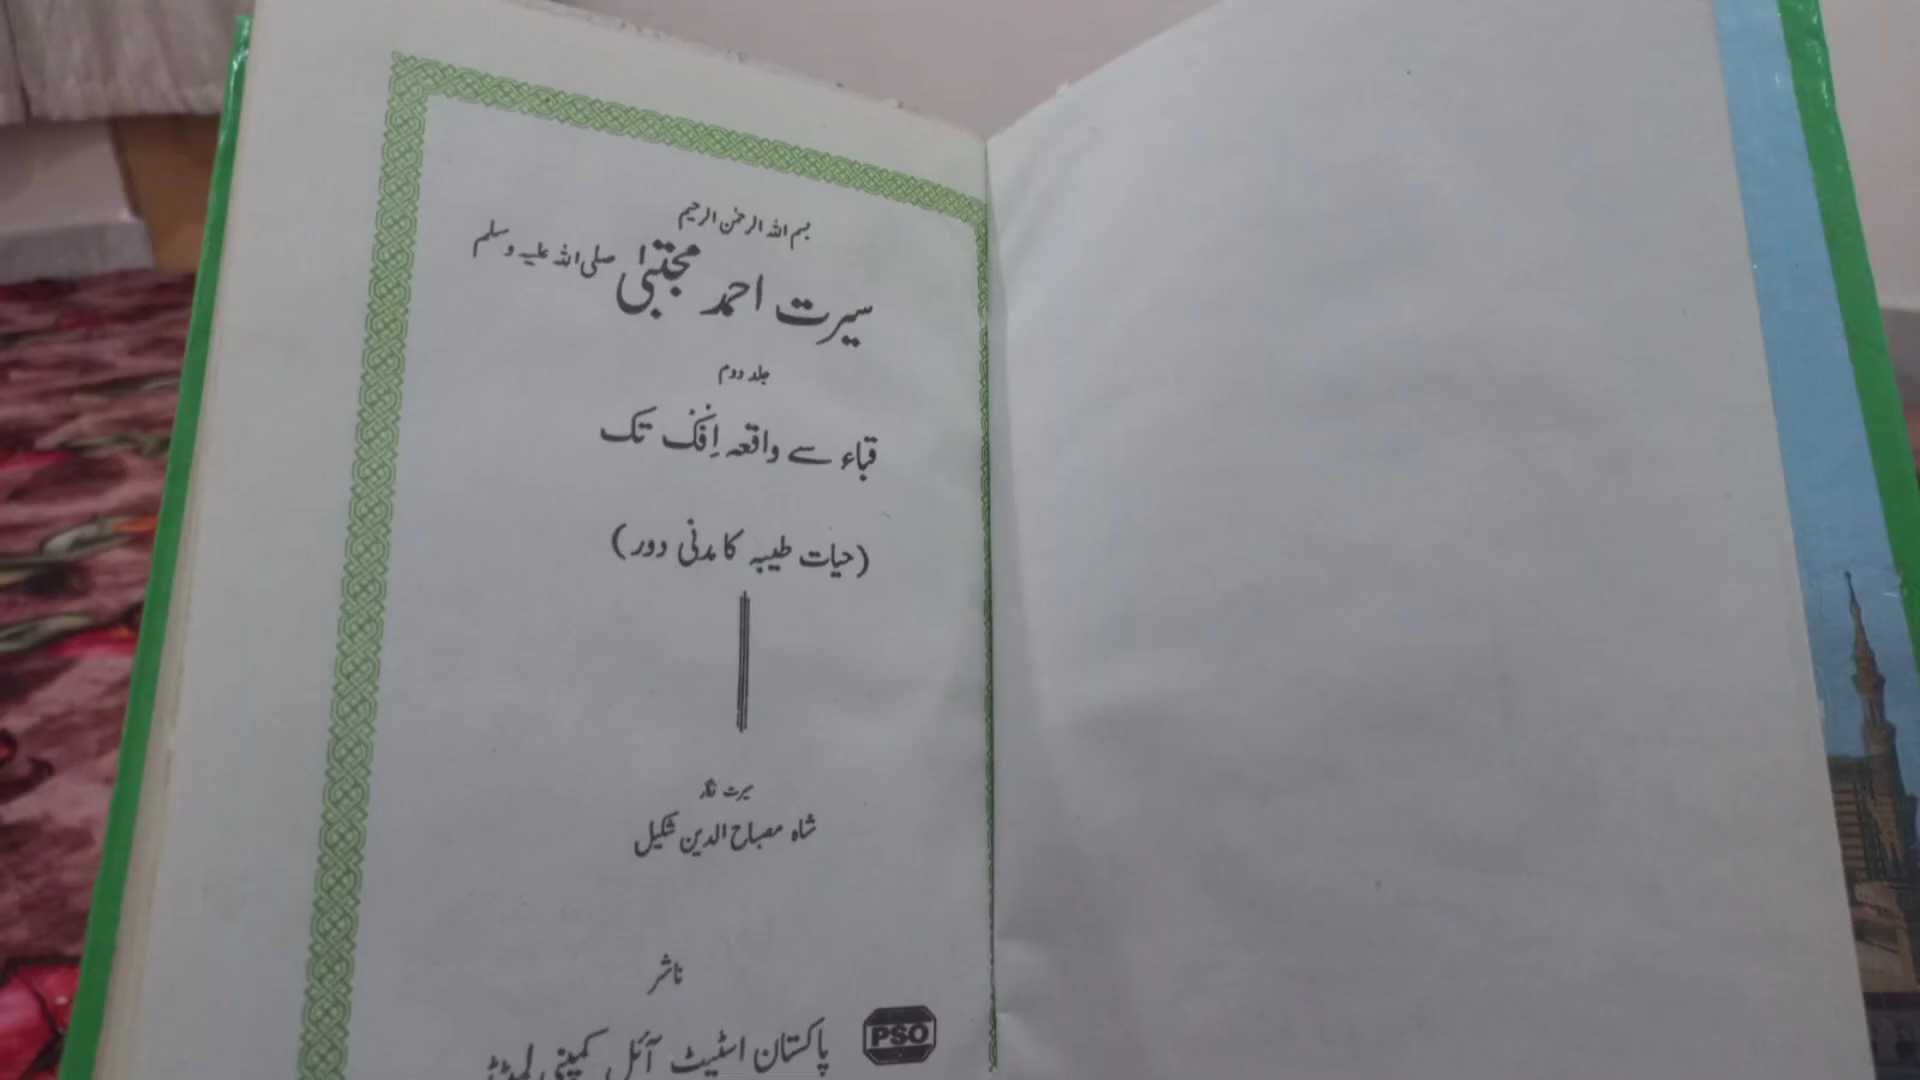 بسم اللہ الرحمٰن الرحیم
سیرت احمد مجتبیٰ صلی اللہ علیہ وسلم
جلد دوم
قباء سے واقعہ اِفک تک
(حیات طیبہ کا مدنی دور)
سیرت نگار
شاہ مصباح الدین شکیل
ناشر
پاکستان اسٹیٹ آئل کمپنی لمیٹڈ
PSO